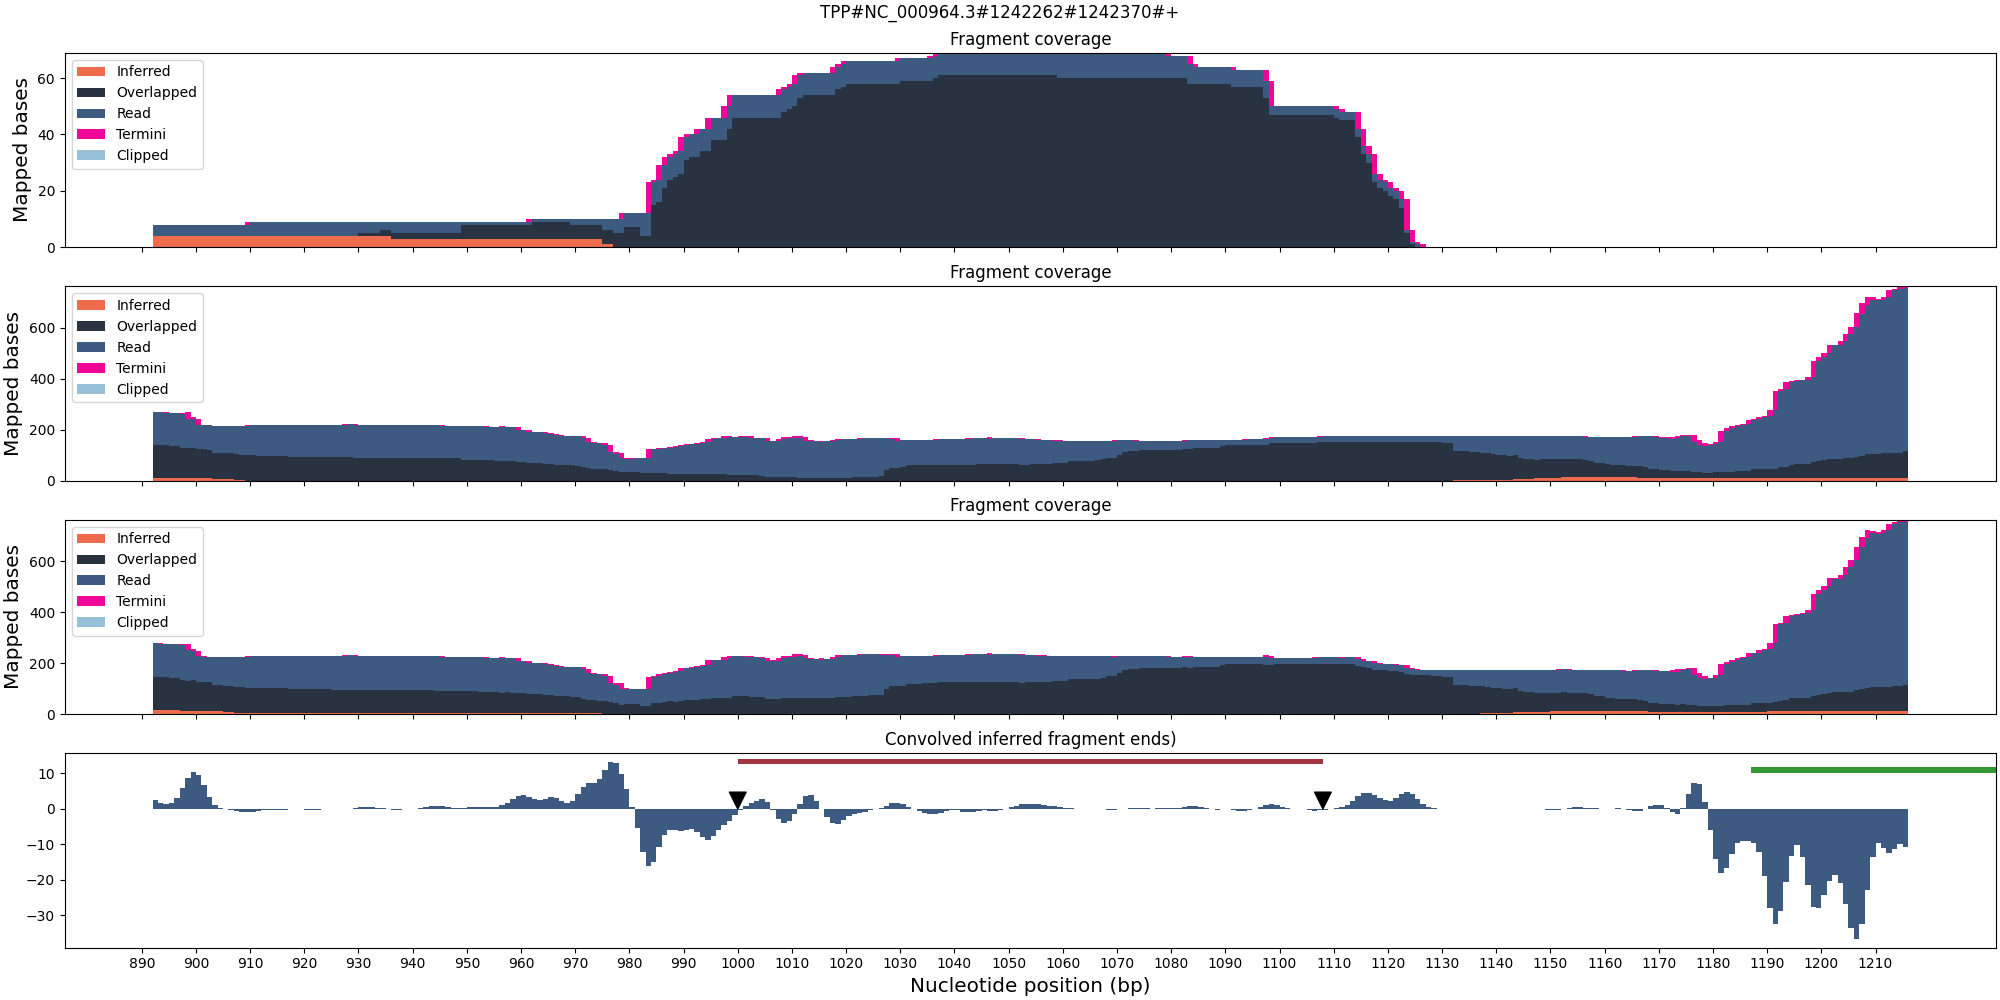 TPP#NC_000964.3#1242262#1242370#+
Fragment coverage
Mapped bases
60
40
20
0
Inferred
Overlapped
Read
Termini
Clipped
Fragment coverage
Mapped bases
600
400
200
0
Inferred
Overlapped
Read
Termini
Clipped
Fragment coverage
Mapped bases
600
400
200
0
Inferred
Overlapped
Read
Termini
Clipped
Convolved inferred fragment ends)
10
0
−10
−20
−30
890 900 910 920 930 940 950 960 970 980 990 1000 1010 1020 1030 1040 1050 1060 1070 1080 1090 1100 1110 1120 1130 1140 1150 1160 1170 1180 1190 1200 1210
Nucleotide position (bp)